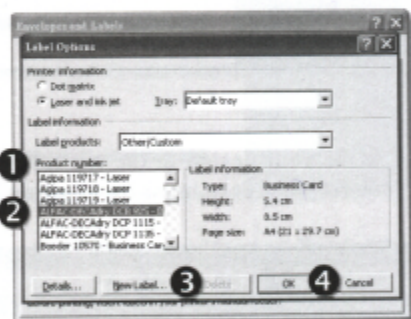 Envelopes and Labels
Label Options
Printer information
Dot matrix
Laser and ink jet
Tray:
Default tray
Label information
Label products:
Other/Custom
1
Product number:
Agipa 119717 - Laser
Agipa 119718 - Laser
Agipa 119719 - Laser
2
ALFAC-DECAdry DCP
ALFAC-DECAdry DCP 1115 -
ALFAC-DECAdry DCP 1135 -
Border 10570 - Business Car
Label information
Type: Business Card
Height: 5.4 cm
Width: 8.5 cm
Page size: A4 (21 x 29.7 cm)
Details...
New Label...
3
Delete
OK
4
Cancel